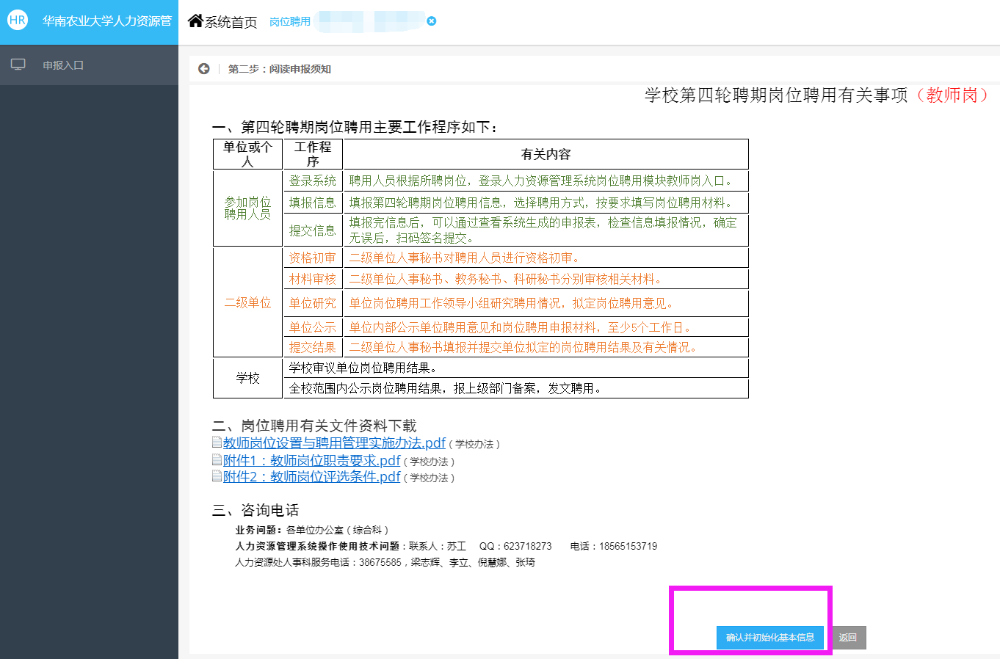 HR 华南农业大学人力资源管
系统首页 岗位聘用
申报入口
第二步：阅读申报须知
学校第四轮聘期岗位聘用有关事项（教师岗）
一、第四轮聘期岗位聘用主要工作程序如下：
单位或个人 工作程序 有关内容
参加岗位聘用人员
登录系统 聘用人员根据所聘岗位，登录人力资源管理系统岗位聘用模块教师岗入口。
填报信息 填报第四轮聘期岗位聘用信息，选择聘用方式，按要求填写岗位聘用材料。
提交信息 填报完信息后，可以通过查看系统生成的申报表，检查信息填报情况，确定
无误后，扫码签名提交。
二级单位
资格初审 二级单位人事秘书对聘用人员进行资格初审。
材料审核 二级单位人事秘书、教务秘书、科研秘书分别审核相关材料。
单位研究 单位岗位聘用工作领导小组研究聘用情况，拟定岗位聘用意见。
单位公示 单位内部公示单位聘用意见和岗位聘用申报材料，至少5个工作日。
提交结果 二级单位人事秘书填报并提交单位拟定的岗位聘用结果及有关情况。
学校
学校审议单位岗位聘用结果。
全校范围内公示岗位聘用结果，报上级部门备案，发文聘用。
二、岗位聘用有关文件资料下载
教师岗位设置与聘用管理实施办法.pdf（学校办法）
附件1：教师岗位职责要求.pdf（学校办法）
附件2：教师岗位评选条件.pdf（学校办法）
三、咨询电话
业务问题：各单位办公室（综合科）
人力资源管理系统操作使用技术问题：联系人：苏工 QQ：623718273 电话：18565153719
人力资源处人事科服务电话：38675585，梁志辉、李立、倪慧娜、张琦
确认并初始化基本信息 返回